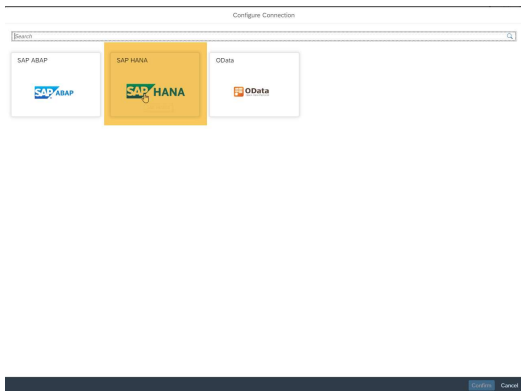 Configure Connection
Search
SAP ABAP
SAP HANA
OData
SAP ABAP
SAP HANA
OData
Confirm Cancel